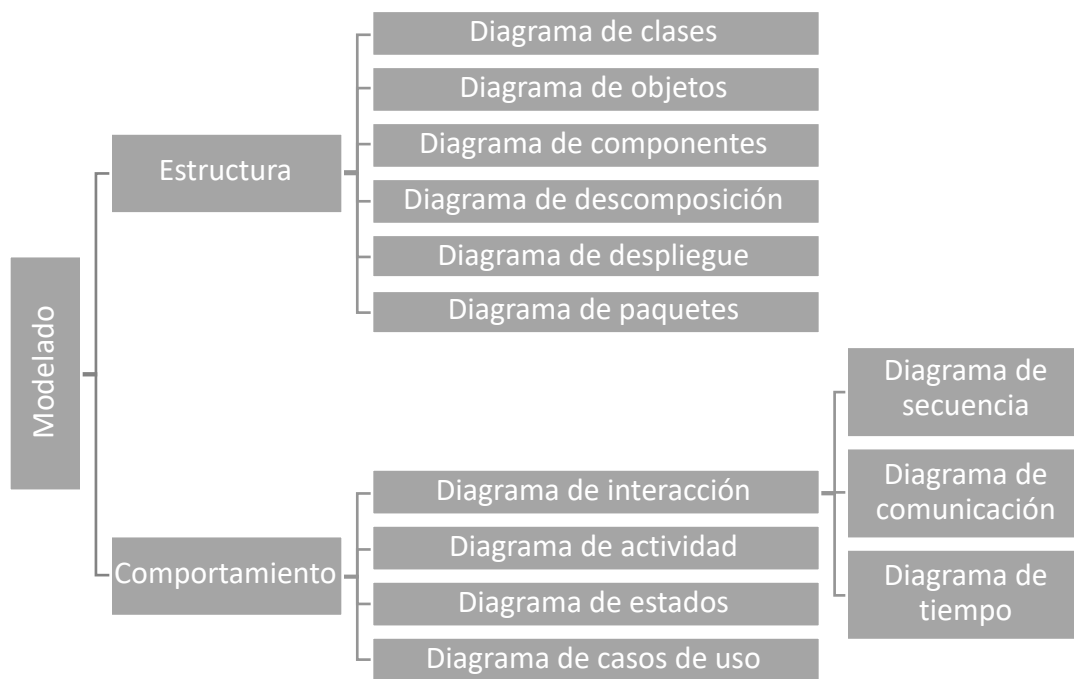 Modelado
Estructura
Diagrama de clases
Diagrama de objetos
Diagrama de componentes
Diagrama de descomposición
Diagrama de despliegue
Diagrama de paquetes
Comportamiento
Diagrama de interacción
Diagrama de
secuencia
Diagrama de
comunicación
Diagrama de
tiempo
Diagrama de actividad
Diagrama de estados
Diagrama de casos de uso